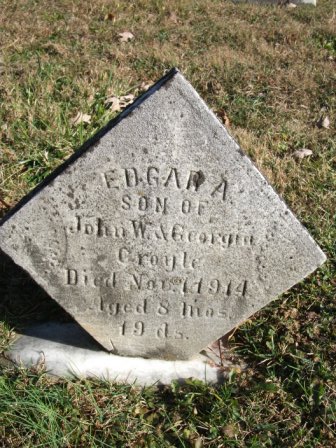 EDGAR A.
SON OF
John W. & Georgia
Croyle
Died Nov. 1 1914
Aged 8 mos.
19 ds.